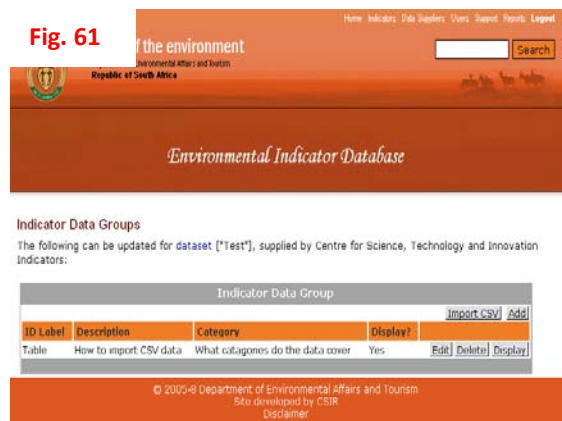 Home Indicators Data Suppliers Users Support Reports Logout
Fig. 61
of the environment
Search
Environmental Affairs and Tourism
Republic of South Africa
Environmental Indicator Database
Indicator Data Groups
The following can be updated for dataset ["Test"], supplied by Centre for Science, Technology and Innovation
Indicators:
Indicator Data Group
Import CSV Add
ID Label Description Category Display?
Table How to import CSV data What catagories do the data cover Yes Edit Delete Display
© 2005-8 Department of Environmental Affairs and Tourism
Site developed by CSIR
Disclaimer